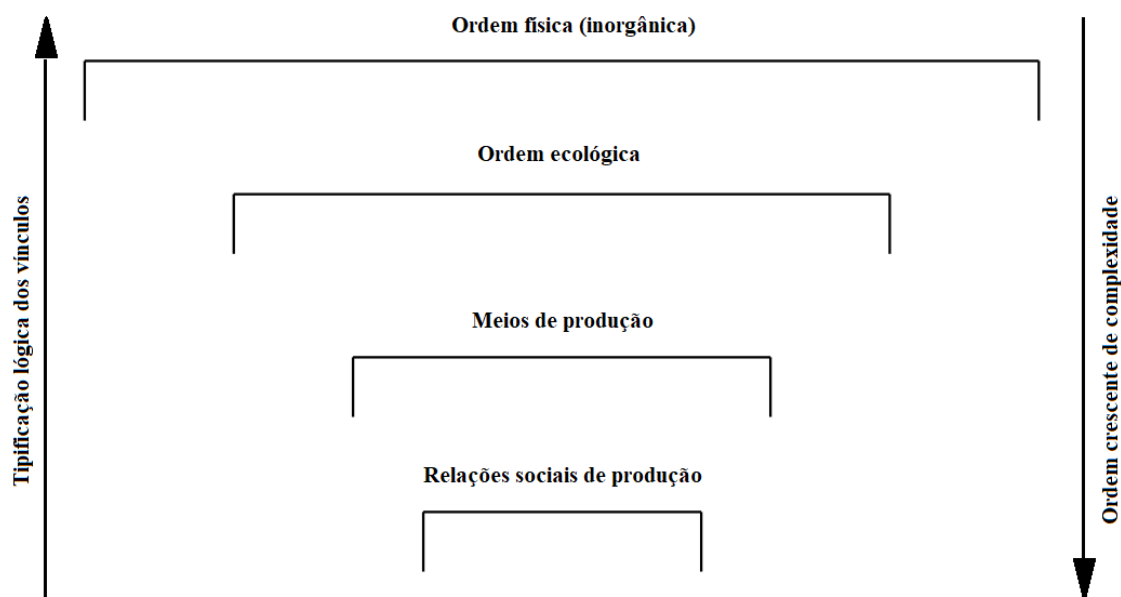 Ordem física (inorgânica)
Ordem ecológica
Meios de produção
Relações sociais de produção
Tipificação lógica dos vínculos
Ordem crescente de complexidade